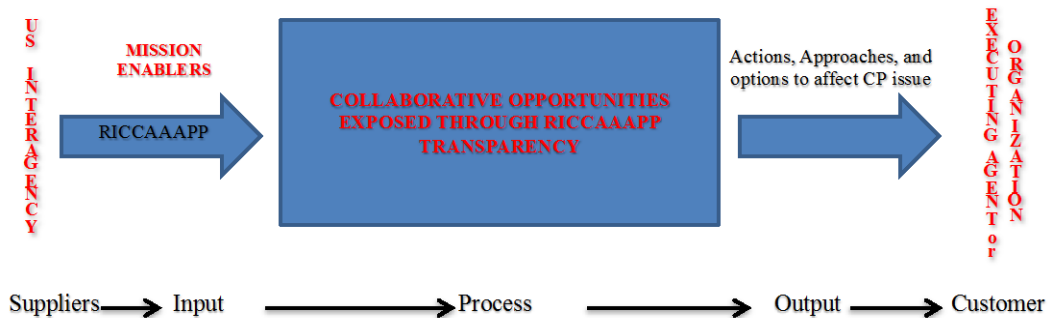 US INTERAGENCY
MISSION
ENABLERS
RICCAAAPP
COLLABORATIVE OPPORTUNITIES
EXPOSED THROUGH RICCAAAPP
TRANSPARENCY
Actions, Approaches, and
options to affect CP issue
EXECUTING AGENT or
ORGANIZATION
Suppliers Input Process Output Customer